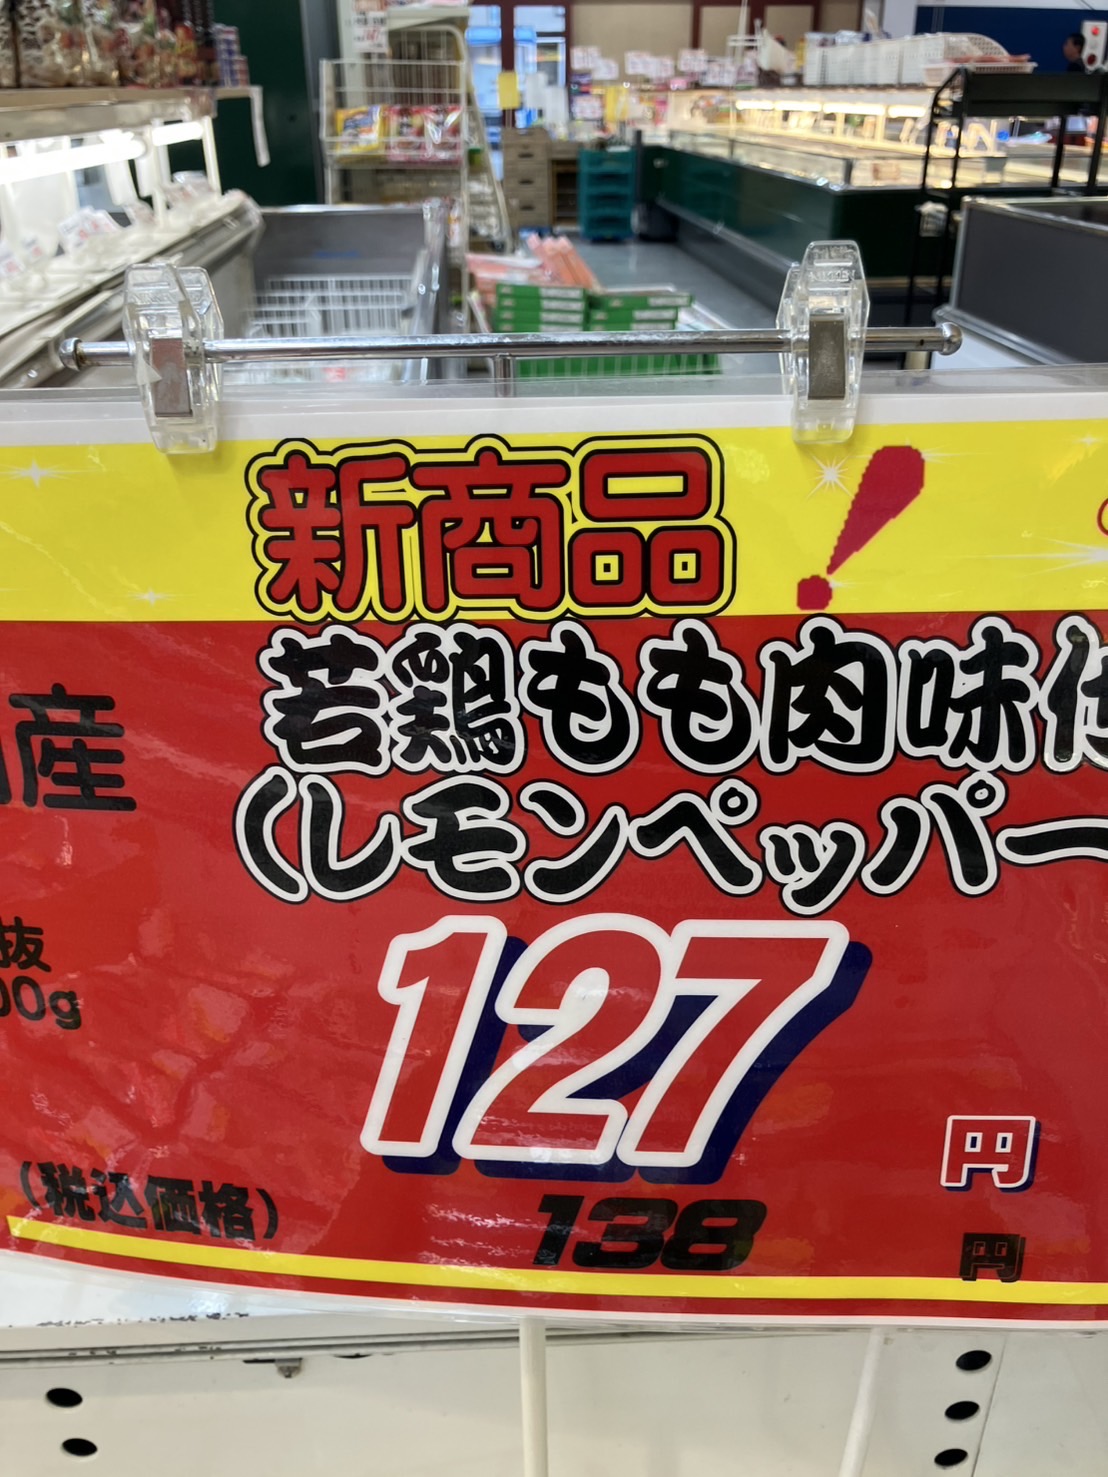 新商品！
若鶏もも肉味付
産
(レモンペッパー
抜
00g
127
円
(税込価格)
138
円